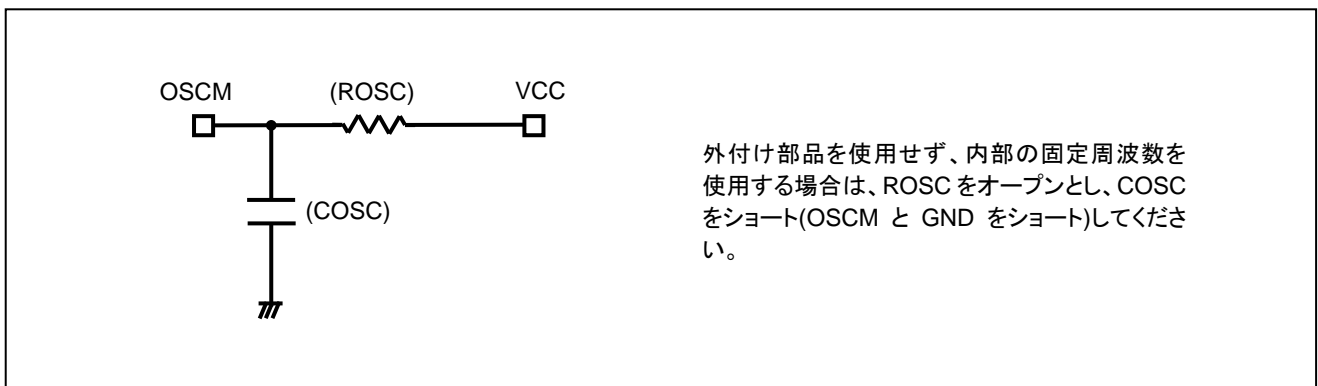 OSCM (ROSC) VCC
(COSC)
外付け部品を使用せず、内部の固定周波数を
使用する場合は、ROSC をオープンとし、COSC
をショート(OSCM と GND をショート)してくださ
い。